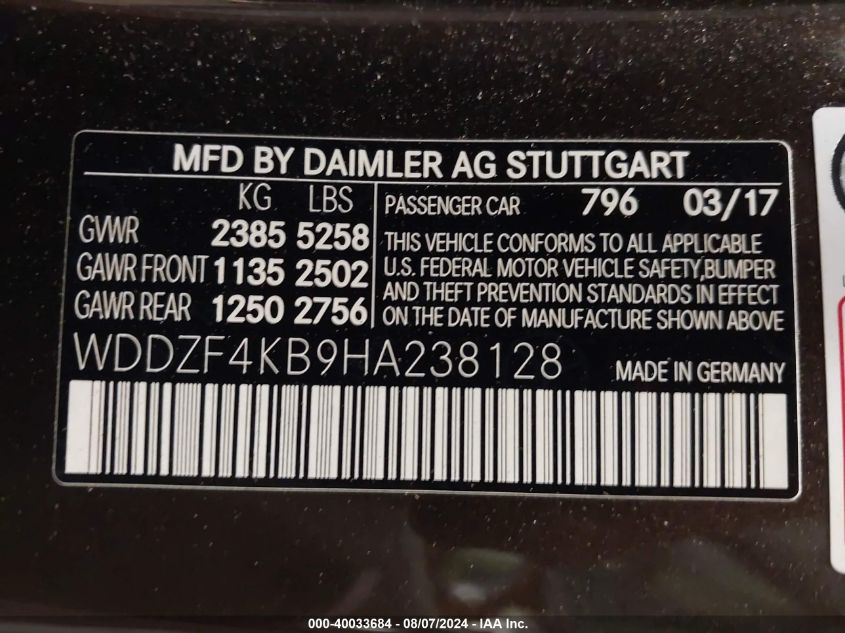 MFD BY DAIMLER AG STUTTGART
KG LBS
GVWR 2385 5258
GAWR FRONT 1135 2502
GAWR REAR 1250 2756
PASSENGER CAR 796 03/17
THIS VEHICLE CONFORMS TO ALL APPLICABLE
U.S. FEDERAL MOTOR VEHICLE SAFETY,BUMPER
AND THEFT PREVENTION STANDARDS IN EFFECT
ON THE DATE OF MANUFACTURE SHOWN ABOVE
WDDZF4KB9HA238128
MADE IN GERMANY
000-40033684 - 08/07/2024 - IAA Inc.